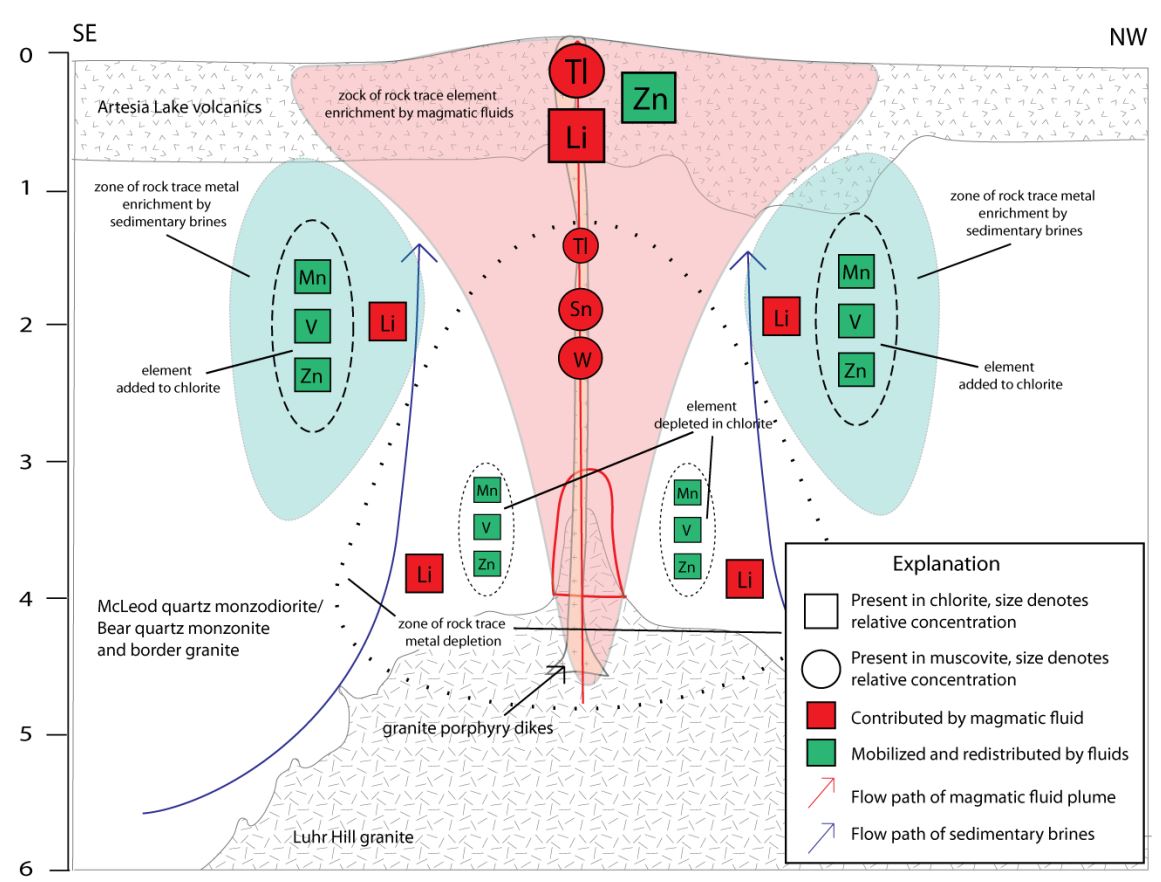 SE
NW
0
Artesia Lake volcanics
zock of rock trace element
enrichment by magmatic fluids
Tl
Zn
Li
1
zone of rock trace metal
enrichment by
sedimentary brines
zone of rock trace metal
enrichment by
sedimentary brines
Mn
V
Zn
Li
Tl
Sn
W
Li
Mn
V
Zn
2
element
added to chlorite
element
added to chlorite
element
depleted in chlorite
3
Mn
V
Zn
Li
Mn
V
Zn
Li
4
McLeod quartz monzodiorite/
Bear quartz monzonite
and border granite
zone of rock trace
metal depletion
5
granite porphyry dikes
Luhr Hill granite
6
Explanation
Present in chlorite, size denotes
relative concentration
Present in muscovite, size denotes
relative concentration
Contributed by magmatic fluid
Mobilized and redistributed by fluids
Flow path of magmatic fluid plume
Flow path of sedimentary brines